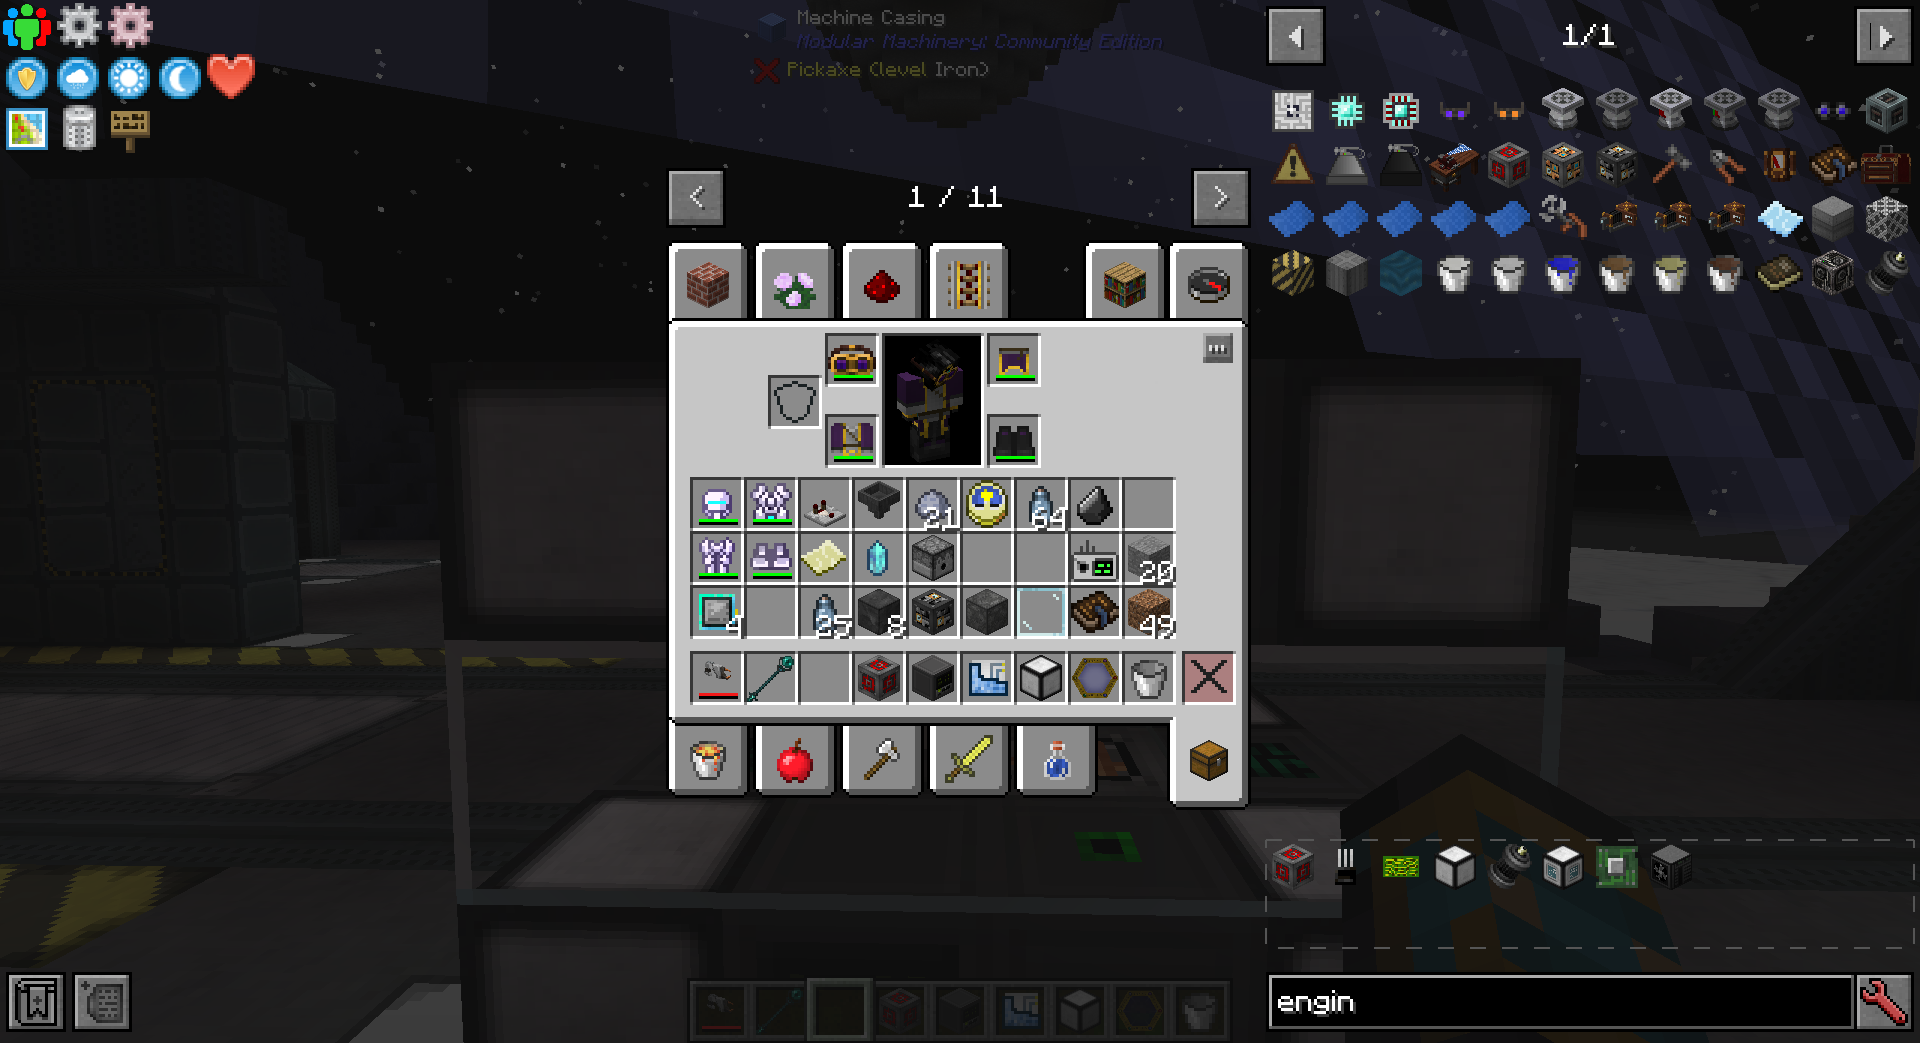 Machine Casing
Modular Machinery: Community Edition
Pickaxe (level Iron)
1/1
1 / 11
21
64
20
4
25
8
49
engin